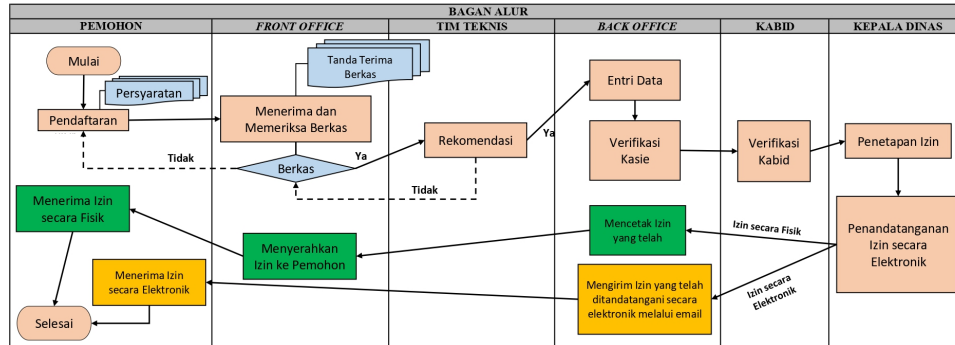 BAGAN ALUR
PEMOHON
FRONT OFFICE
TIM TEKNIS
BACK OFFICE
KABID
KEPALA DINAS
Mulai
Persyaratan
Pendaftaran
Tanda Terima
Berkas
Menerima dan
Memeriksa Berkas
Berkas
Tidak
Ya
Rekomendasi
Tidak
Ya
Entri Data
Verifikasi
Kasie
Verifikasi
Kabid
Penetapan Izin
Penandatanganan
Izin secara
Elektronik
Izin secara Fisik
Izin secara
Elektronik
Mencetak Izin
yang telah
Mengirim Izin yang telah
ditandatangani secara
elektronik melalui email
Menyerahkan
Izin ke Pemohon
Menerima Izin
secara Fisik
Menerima Izin
secara Elektronik
Selesai